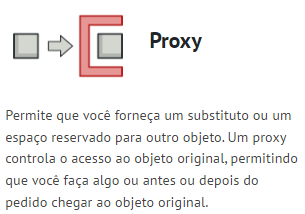 Proxy
Permite que você forneça um substituto ou um
espaço reservado para outro objeto. Um proxy
controla o acesso ao objeto original, permitindo
que você faça algo ou antes ou depois do
pedido chegar ao objeto original.